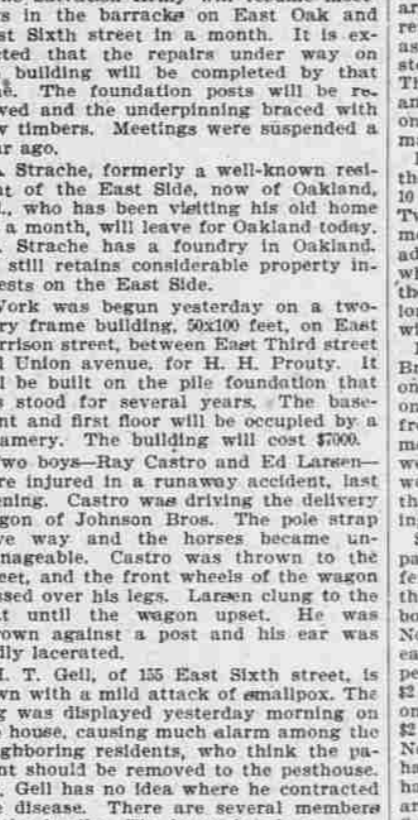 s in the barracks on East Oak and
st Sixth street in a month. It is ex-
cted that the repairs under way on
building will be completed by that
e. The foundation posts will be re-
ved and the underpinning braced with
w timbers. Meetings were suspended a
ar ago.
. Strache, formerly a well-known resi-
nt of the East Side, now of Oakland,
l., who has been visiting his old home
a month, will leave for Oakland today.
. Strache has a foundry in Oakland.
still retains considerable property in-
ests on the East Side.
Work was begun yesterday on a two-
ry frame building, 50x100 feet, on East
rrison street, between East Third street
d Union avenue, for H. H. Prouty. It
l be built on the pile foundation that
s stood for several years. The base-
nt and first floor will be occupied by a
amery. The building will cost $7000.
wo boys—Ray Castro and Ed Larsen—
re injured in a runaway accident, last
ening. Castro was driving the delivery
gon of Johnson Bros. The pole strap
ve way and the horses became un-
nageable. Castro was thrown to the
eet, and the front wheels of the wagon
ssed over his legs. Larsen clung to the
t until the wagon upset. He was
rown against a post and his ear was
dly lacerated.
. T. Gell, of 155 East Sixth street, is
wn with a mild attack of smallpox. The
g was displayed yesterday morning on
house, causing much alarm among the
ghboring residents, who think the pa-
nt should be removed to the pesthouse.
. Gell has no idea where he contracted
e disease. There are several members